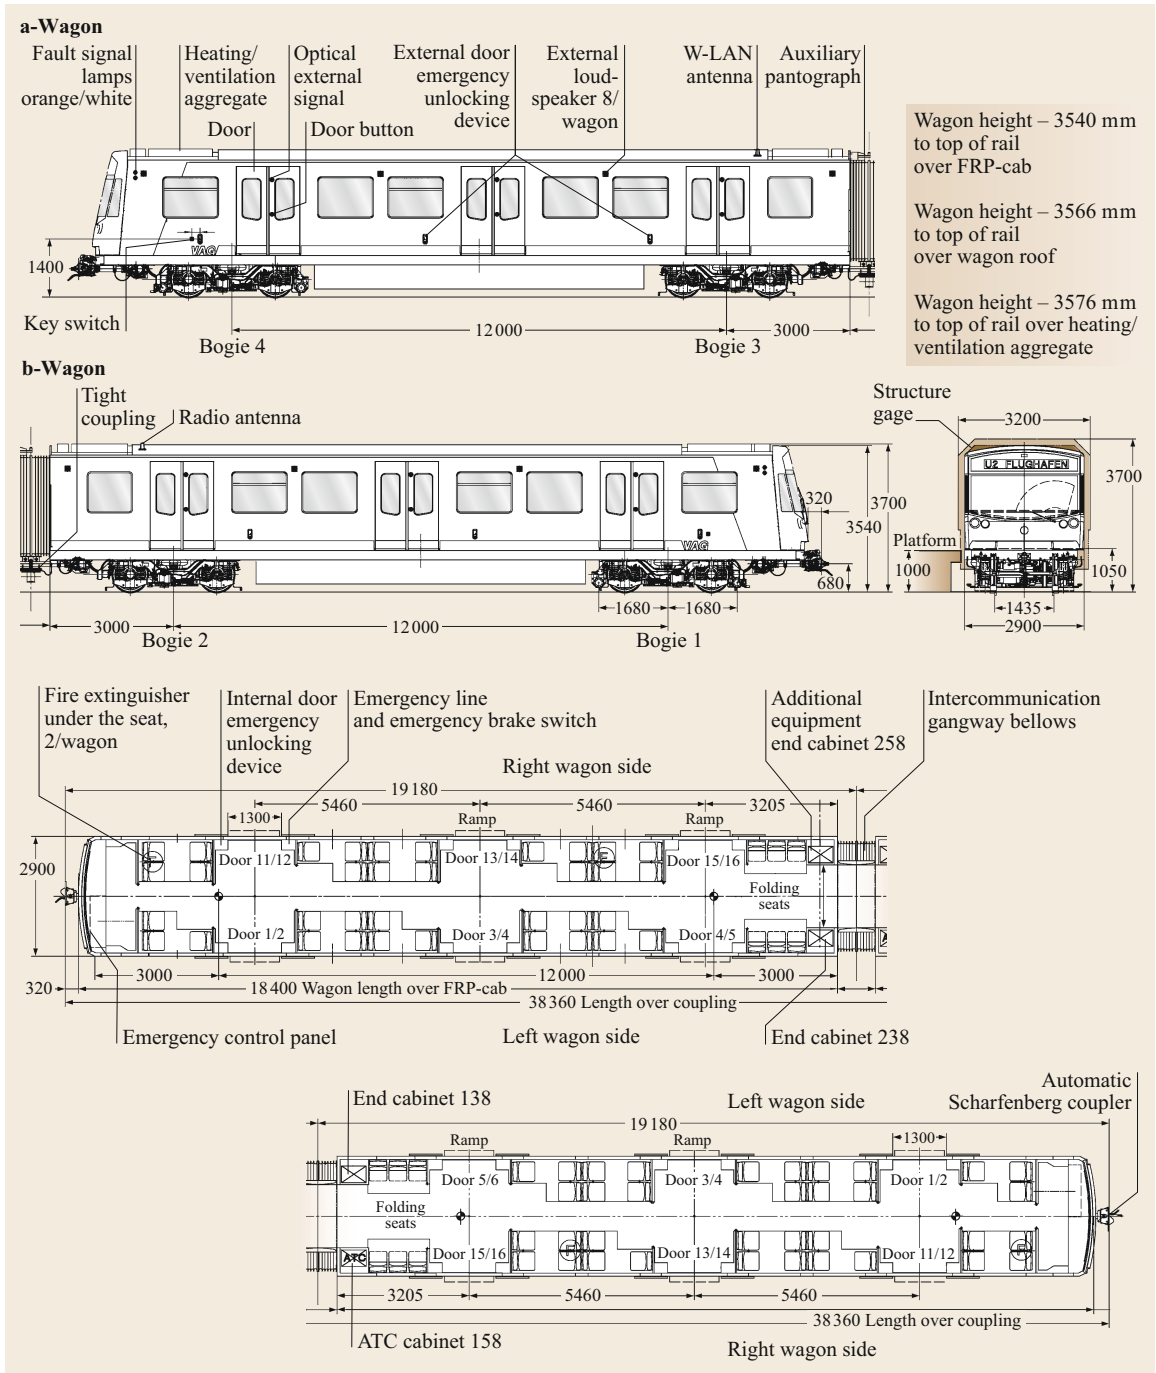 a-Wagon
Fault signal
lamps
orange/white
Heating/
ventilation
aggregate
Optical
external
signal
External door
emergency
unlocking
device
External
loud-
speaker 8/
wagon
W-LAN
antenna
Auxiliary
pantograph
Door
Door button
Wagon height – 3540 mm
to top of rail
over FRP-cab
Wagon height – 3566 mm
to top of rail
over wagon roof
Wagon height – 3576 mm
to top of rail over heating/
ventilation aggregate
VAG
1400
Key switch
12000
3000
Bogie 4
Bogie 3
b-Wagon
Tight
coupling
Radio antenna
Structure
gage
3200
U2 FLUGHAFEN
320
3700
3540
3700
Platform
1000
1050
VAG
680
1680
1680
1435
2900
3000
12000
Bogie 2
Bogie 1
Fire extinguisher
under the seat,
2/wagon
Internal door
emergency
unlocking
device
Emergency line
and emergency brake switch
Additional
equipment
end cabinet 258
Intercommunication
gangway bellows
Right wagon side
19180
5460
5460
3205
1300
Ramp
Ramp
2900
Door 11/12
Door 13/14
Door 15/16
F
F
Folding
seats
Door 1/2
Door 3/4
Door 4/5
3000
12000
3000
320
18400 Wagon length over FRP-cab
38360 Length over coupling
Emergency control panel
Left wagon side
End cabinet 238
Automatic
Scharfenberg coupler
End cabinet 138
Left wagon side
19180
Ramp
Ramp
1300
Door 5/6
Door 3/4
Door 1/2
Folding
seats
ATC
Door 15/16
F
Door 13/14
Door 11/12
F
3205
5460
5460
38360 Length over coupling
ATC cabinet 158
Right wagon side